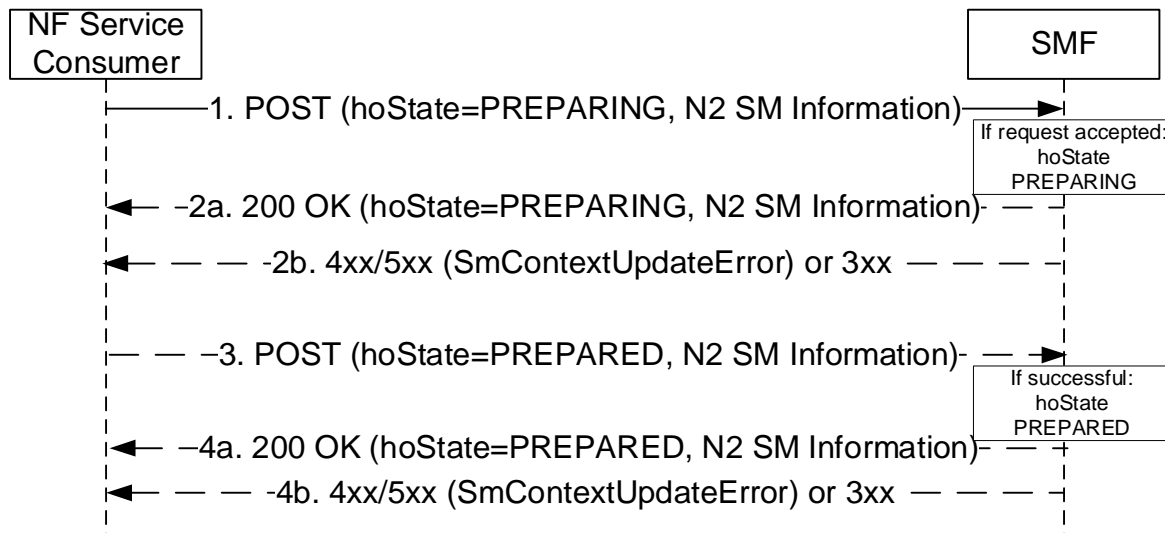 NF Service
Consumer
SMF
1. POST (hoState=PREPARING, N2 SM Information)
If request accepted:
hoState
PREPARING
2a. 200 OK (hoState=PREPARING, N2 SM Information)
2b. 4xx/5xx (SmContextUpdateError) or 3xx
3. POST (hoState=PREPARED, N2 SM Information)
If successful:
hoState
PREPARED
4a. 200 OK (hoState=PREPARED, N2 SM Information)
4b. 4xx/5xx (SmContextUpdateError) or 3xx